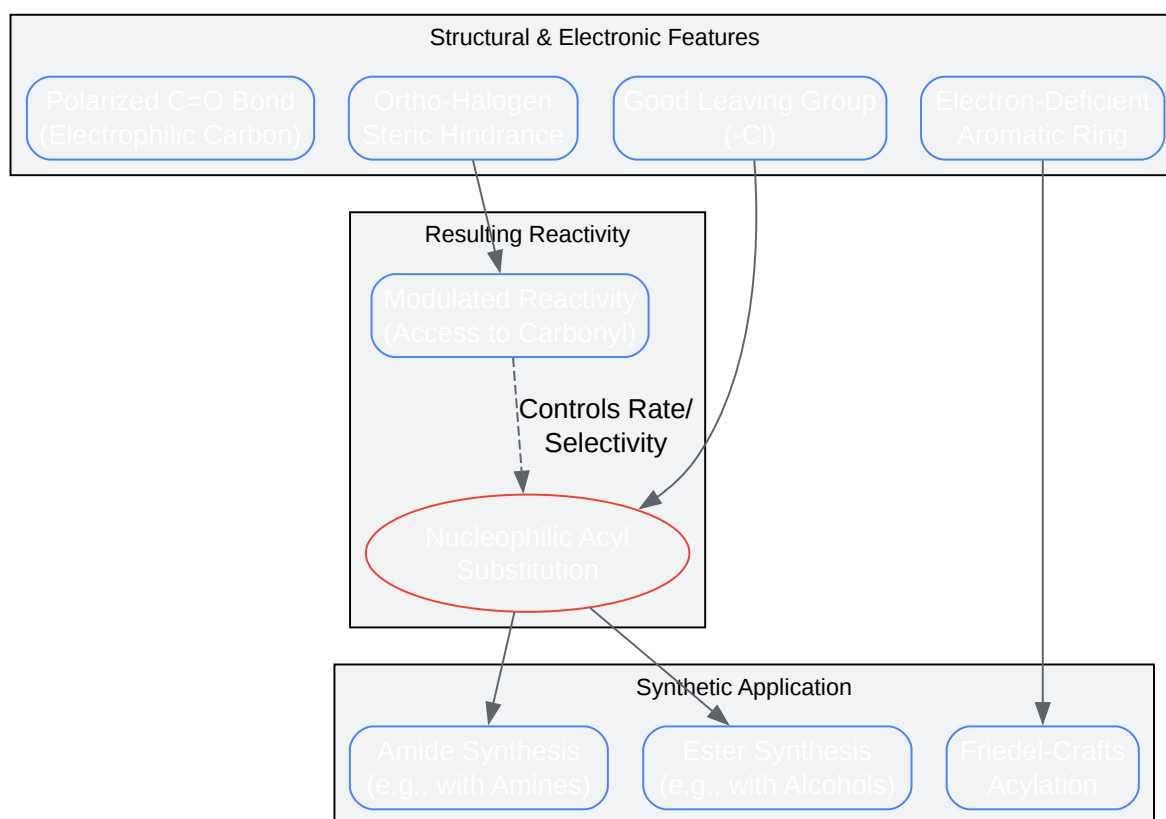 Structural & Electronic Features
Polarized C=O Bond
(Electrophilic Carbon)
Ortho-Halogen
Steric Hindrance
Good Leaving Group
(-Cl)
Electron-Deficient
Aromatic Ring
Resulting Reactivity
Modulated Reactivity
(Access to Carbonyl)
Controls Rate/
Selectivity
Nucleophilic Acyl
Substitution
Synthetic Application
Amide Synthesis
(e.g., with Amines)
Ester Synthesis
(e.g., with Alcohols)
Friedel-Crafts
Acylation